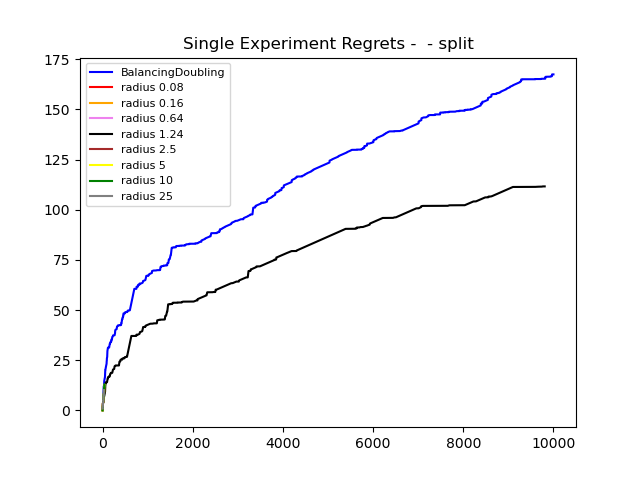 Single Experiment Regrets -  - split
175
150
125
100
75
50
25
0
BalancingDoubling
radius 0.08
radius 0.16
radius 0.64
radius 1.24
radius 2.5
radius 5
radius 10
radius 25
0 2000 4000 6000 8000 10000